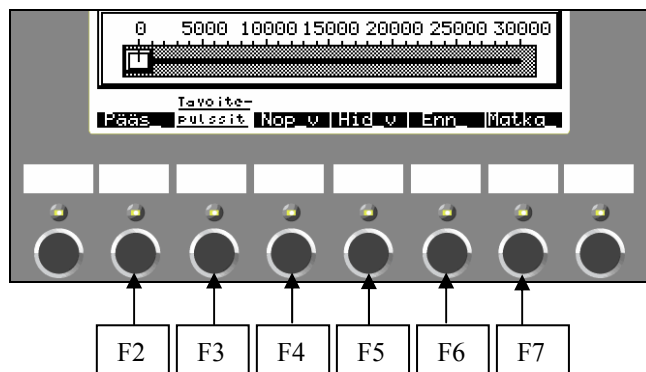 0 5000 10000 15000 20000 25000 30000
Tavoite-
Pääs_ pulssit Nop_v Hid_v Enn_ Matka_
F2 F3 F4 F5 F6 F7